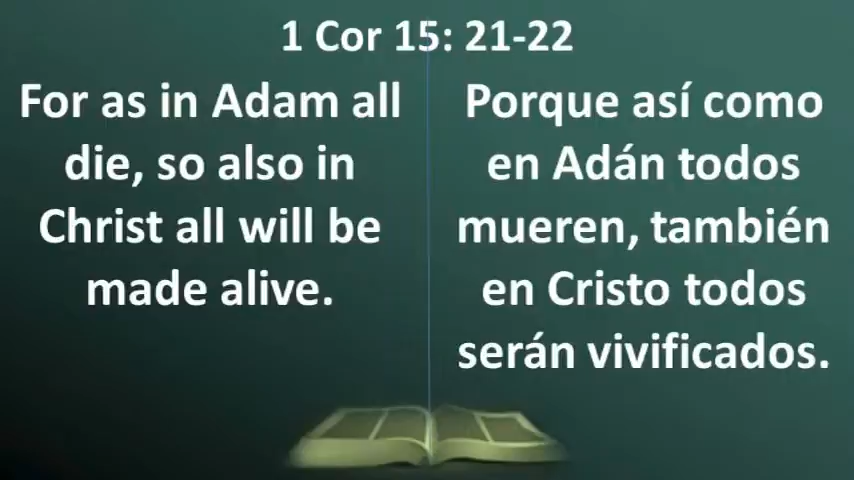 1 Cor 15: 21-22
For as in Adam all
die, so also in
Christ all will be
made alive.
Porque así como
en Adán todos
mueren, también
en Cristo todos
serán vivificados.